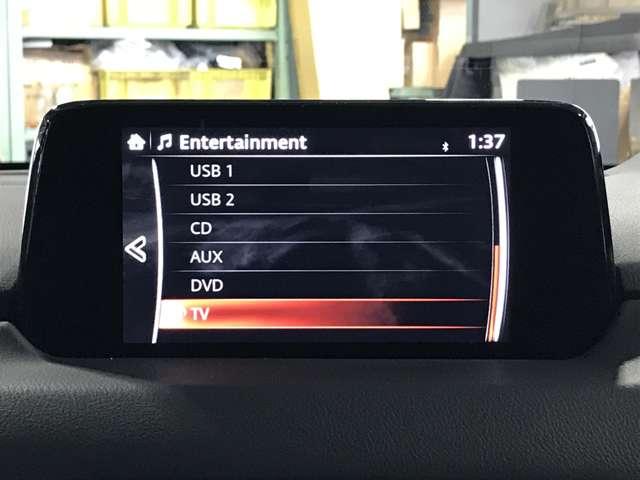 Entertainment 1:37
USB 1
USB 2
CD
AUX
DVD
TV